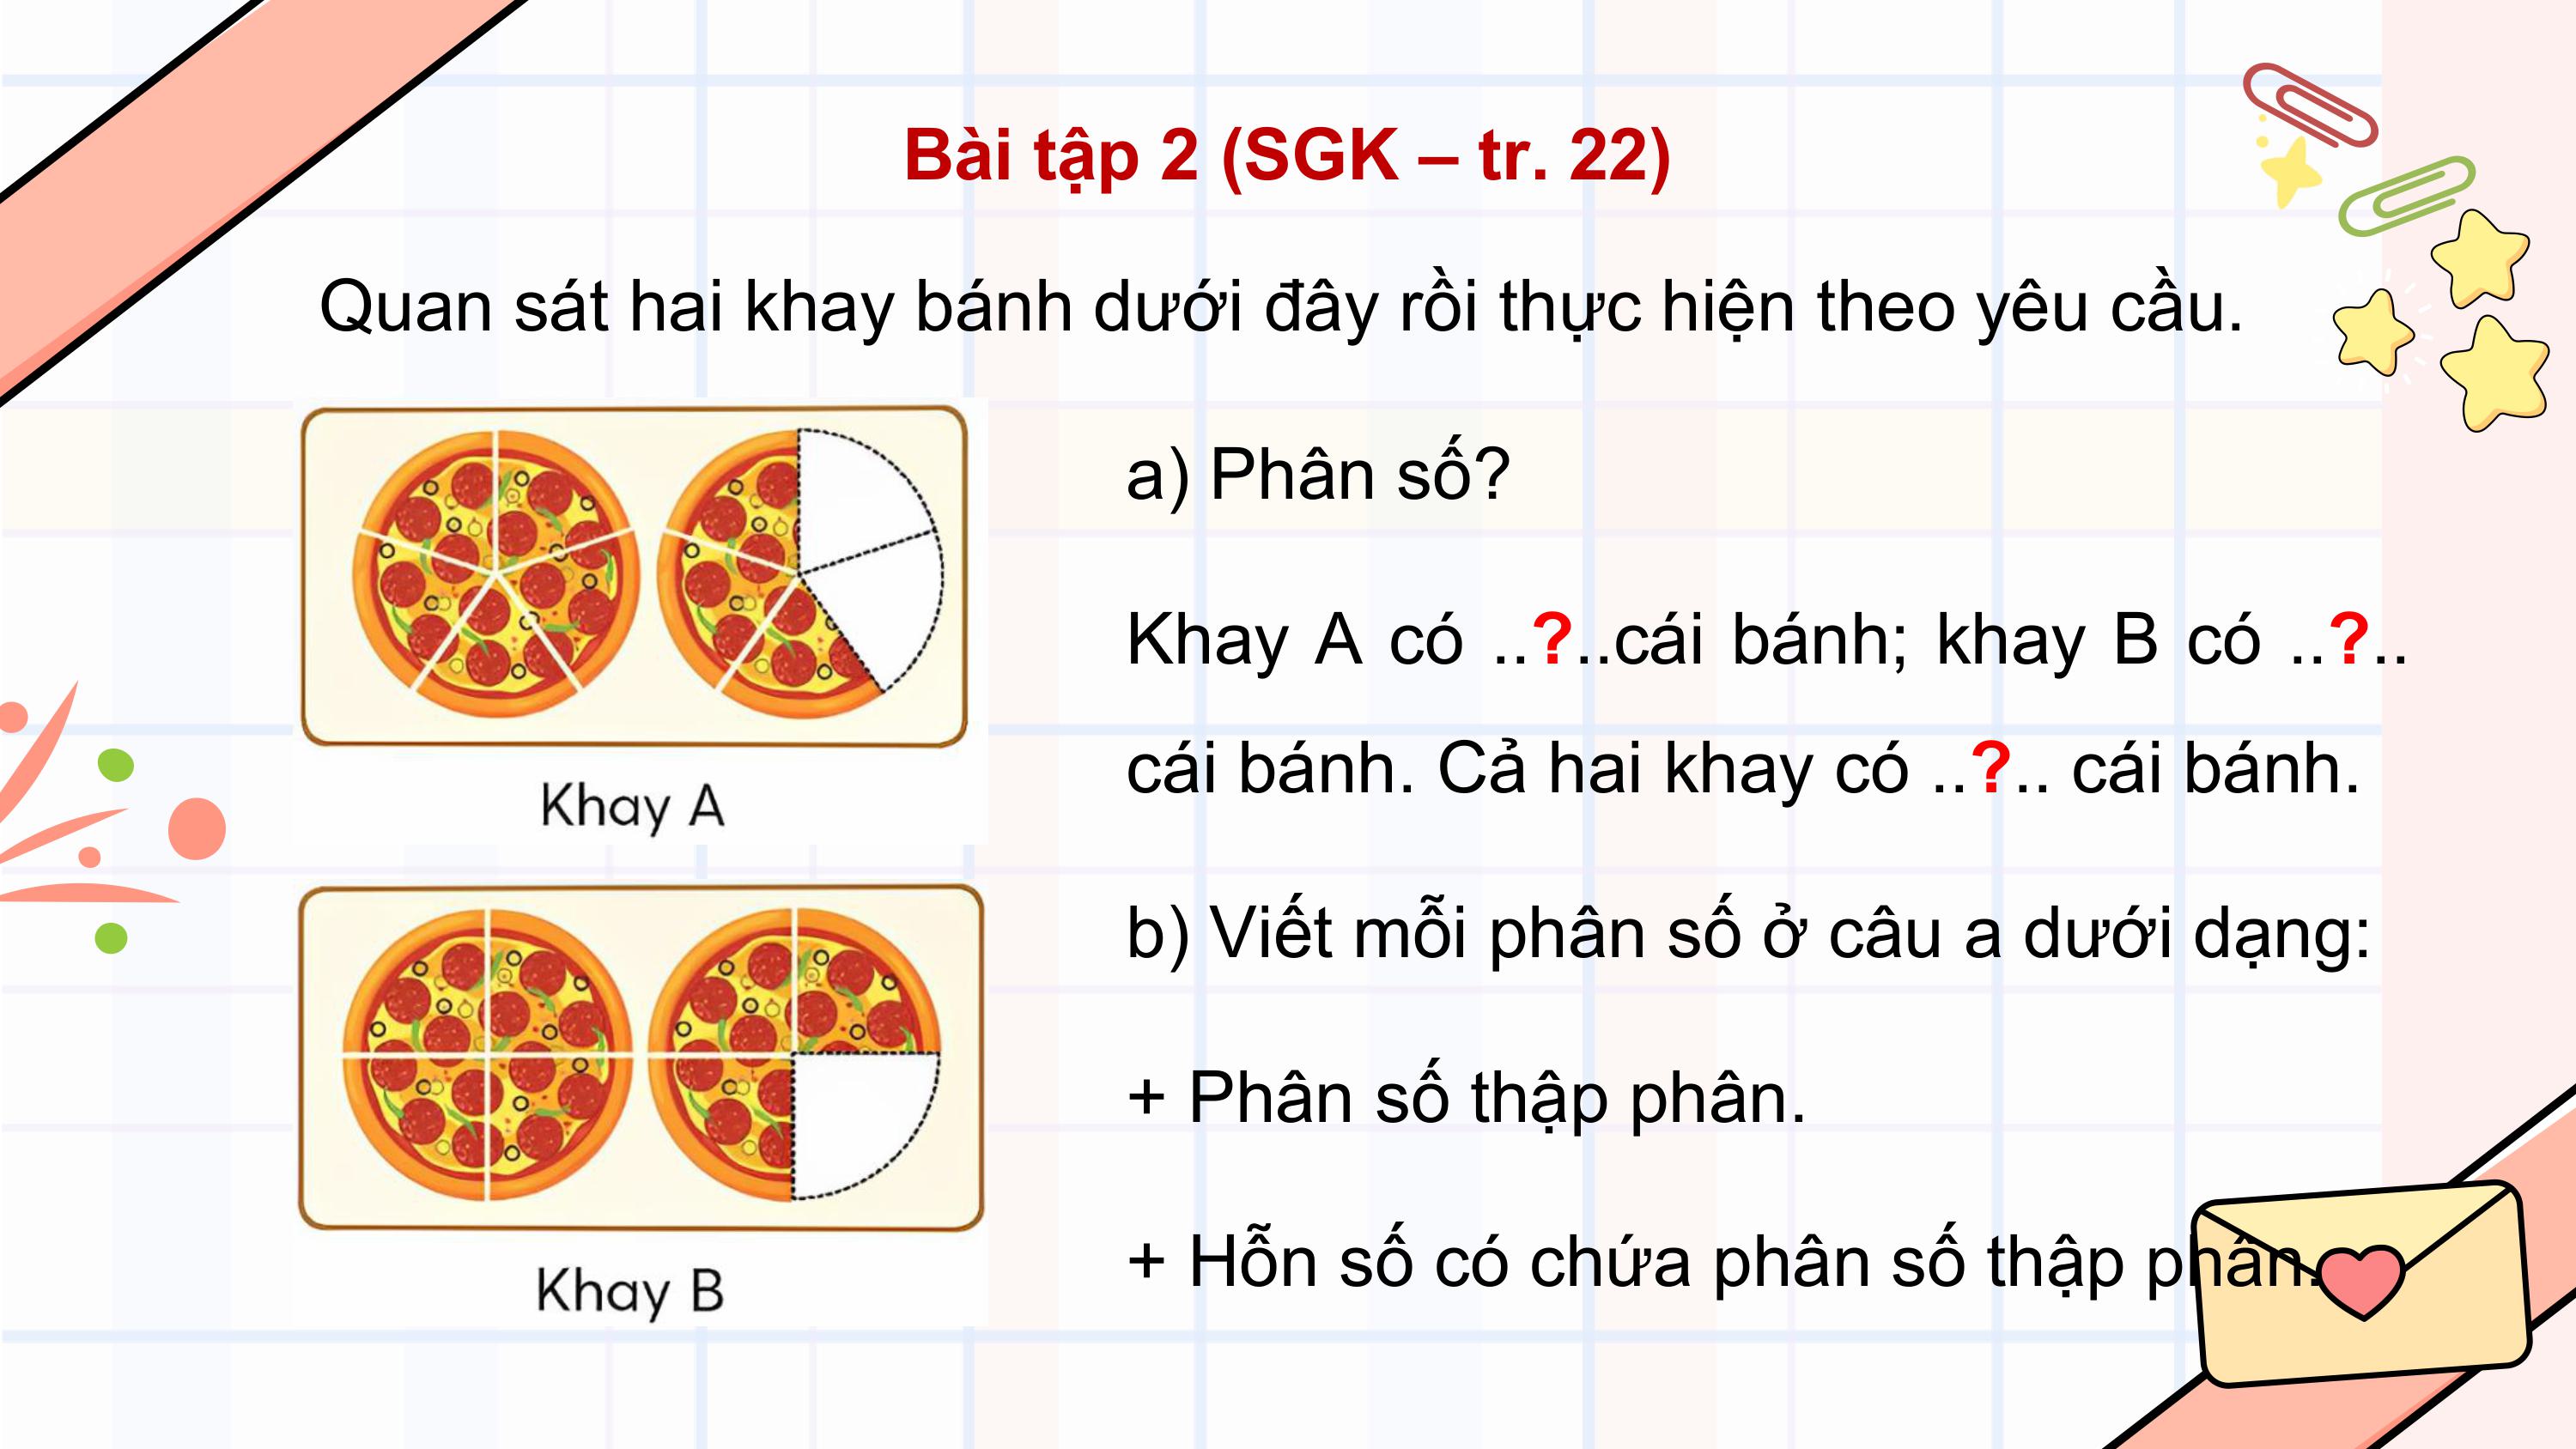 Bài tập 2 (SGK – tr. 22)
Quan sát hai khay bánh dưới đây rồi thực hiện theo yêu cầu.
a) Phân số?
Khay A có ..?..cái bánh; khay B có ..?..
cái bánh. Cả hai khay có ..?.. cái bánh.
Khay A
b) Viết mỗi phân số ở câu a dưới dạng:
+ Phân số thập phân.
+ Hỗn số có chứa phân số thập phân.
Khay B